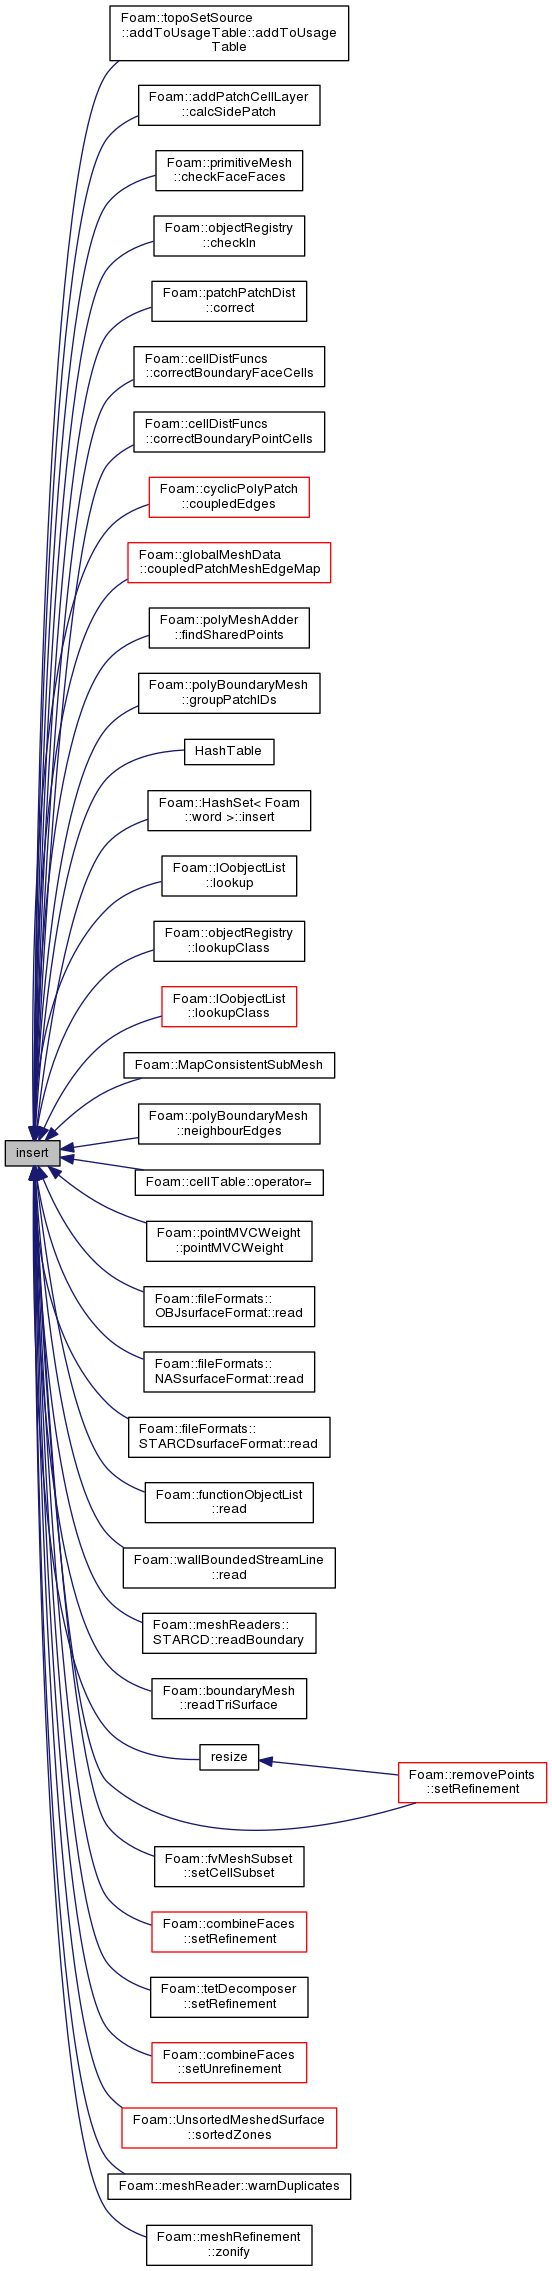 Foam::topoSetSource
::addToUsageTable::addToUsage
Table
Foam::addPatchCellLayer
::calcSidePatch
Foam::primitiveMesh
::checkFaceFaces
Foam::objectRegistry
::checkIn
Foam::patchPatchDist
::correct
Foam::cellDistFuncs
::correctBoundaryFaceCells
Foam::cellDistFuncs
::correctBoundaryPointCells
Foam::cyclicPolyPatch
::coupledEdges
Foam::globalMeshData
::coupledPatchMeshEdgeMap
Foam::polyMeshAdder
::findSharedPoints
Foam::polyBoundaryMesh
::groupPatchIDs
HashTable
Foam::HashSet< Foam
::word >::insert
Foam::IOobjectList
::lookup
Foam::objectRegistry
::lookupClass
Foam::IOobjectList
::lookupClass
Foam::MapConsistentSubMesh
Foam::polyBoundaryMesh
::neighbourEdges
insert
Foam::cellTable::operator=
Foam::pointMVCWeight
::pointMVCWeight
Foam::fileFormats::
OBJsurfaceFormat::read
Foam::fileFormats::
NASsurfaceFormat::read
Foam::fileFormats::
STARCDsurfaceFormat::read
Foam::functionObjectList
::read
Foam::wallBoundedStreamLine
::read
Foam::meshReaders::
STARCD::readBoundary
Foam::boundaryMesh
::readTriSurface
resize
Foam::removePoints
::setRefinement
Foam::fvMeshSubset
::setCellSubset
Foam::combineFaces
::setRefinement
Foam::tetDecomposer
::setRefinement
Foam::combineFaces
::setUnrefinement
Foam::UnsortedMeshedSurface
::sortedZones
Foam::meshReader::warnDuplicates
Foam::meshRefinement
::zonify